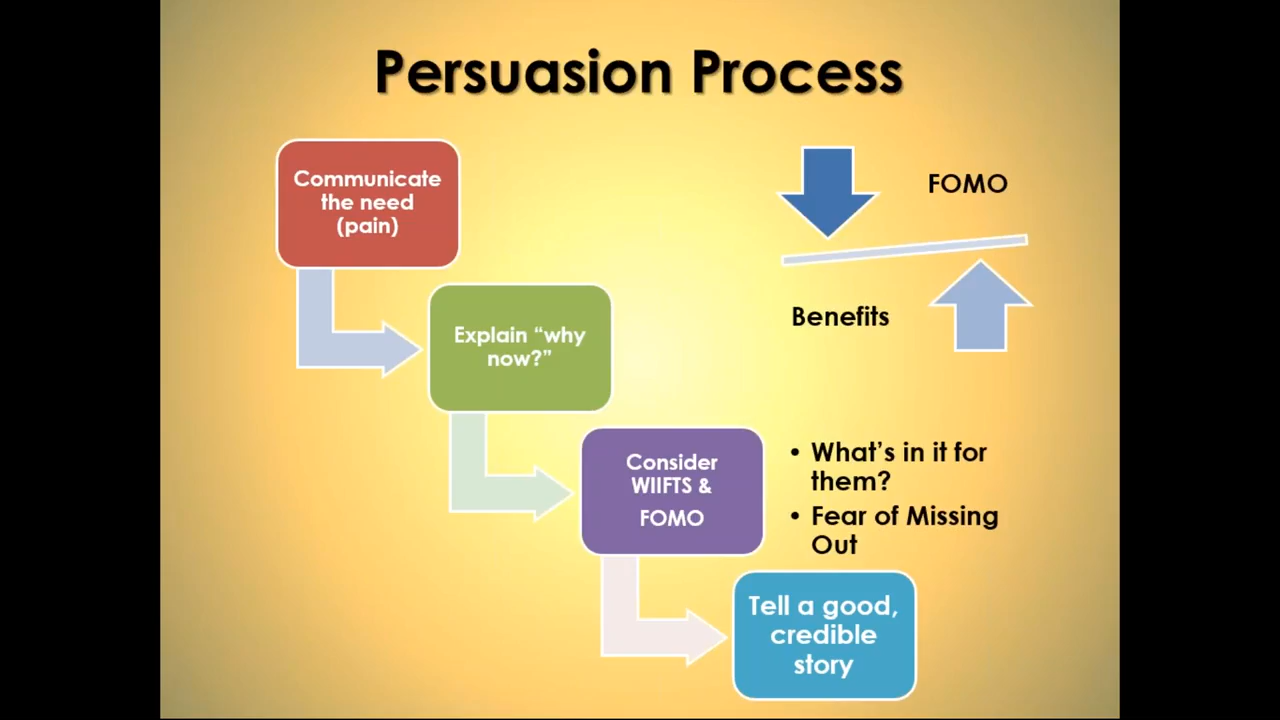 Persuasion Process
Communicate
the need
(pain)
FOMO
Benefits
Explain “why
now?”
Consider
WIIFTS &
FOMO
• What’s in it for
them?
• Fear of Missing
Out
Tell a good,
credible
story